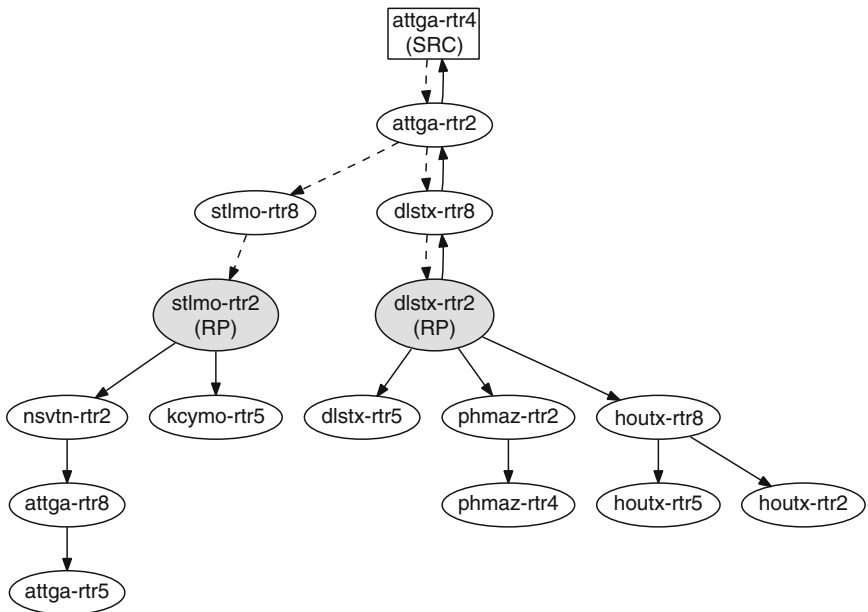 attga-rtr4
(SRC)
attga-rtr2
stlmo-rtr8
dlstx-rtr8
stlmo-rtr2
(RP)
dlstx-rtr2
(RP)
nsvtn-rtr2
kcymo-rtr5
dlstx-rtr5
phmaz-rtr2
houtx-rtr8
attga-rtr8
phmaz-rtr4
houtx-rtr5
houtx-rtr2
attga-rtr5